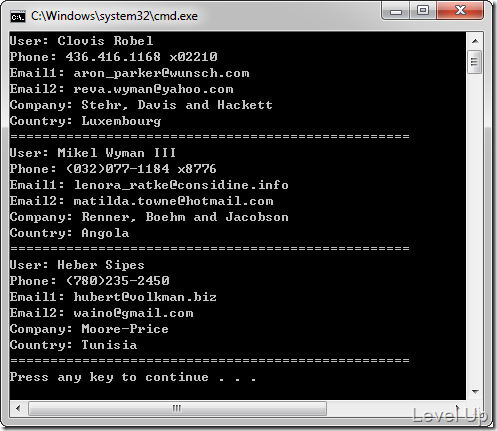 C:\Windows\system32\cmd.exe
User: Clovis Robel
Phone: 436.416.1168 x02210
Email1: aron_parker@wunsch.com
Email2: reva.wyman@yahoo.com
Company: Stehr, Davis and Hackett
Country: Luxembourg
==================================================
User: Mikel Wyman III
Phone: (032)077-1184 x8776
Email1: lenora_ratke@considine.info
Email2: matilda.towne@hotmail.com
Company: Renner, Boehm and Jacobson
Country: Angola
==================================================
User: Heber Sipes
Phone: (780)235-2450
Email1: hubert@volkman.biz
Email2: waino@gmail.com
Company: Moore-Price
Country: Tunisia
==================================================
Press any key to continue . . .
Level Up